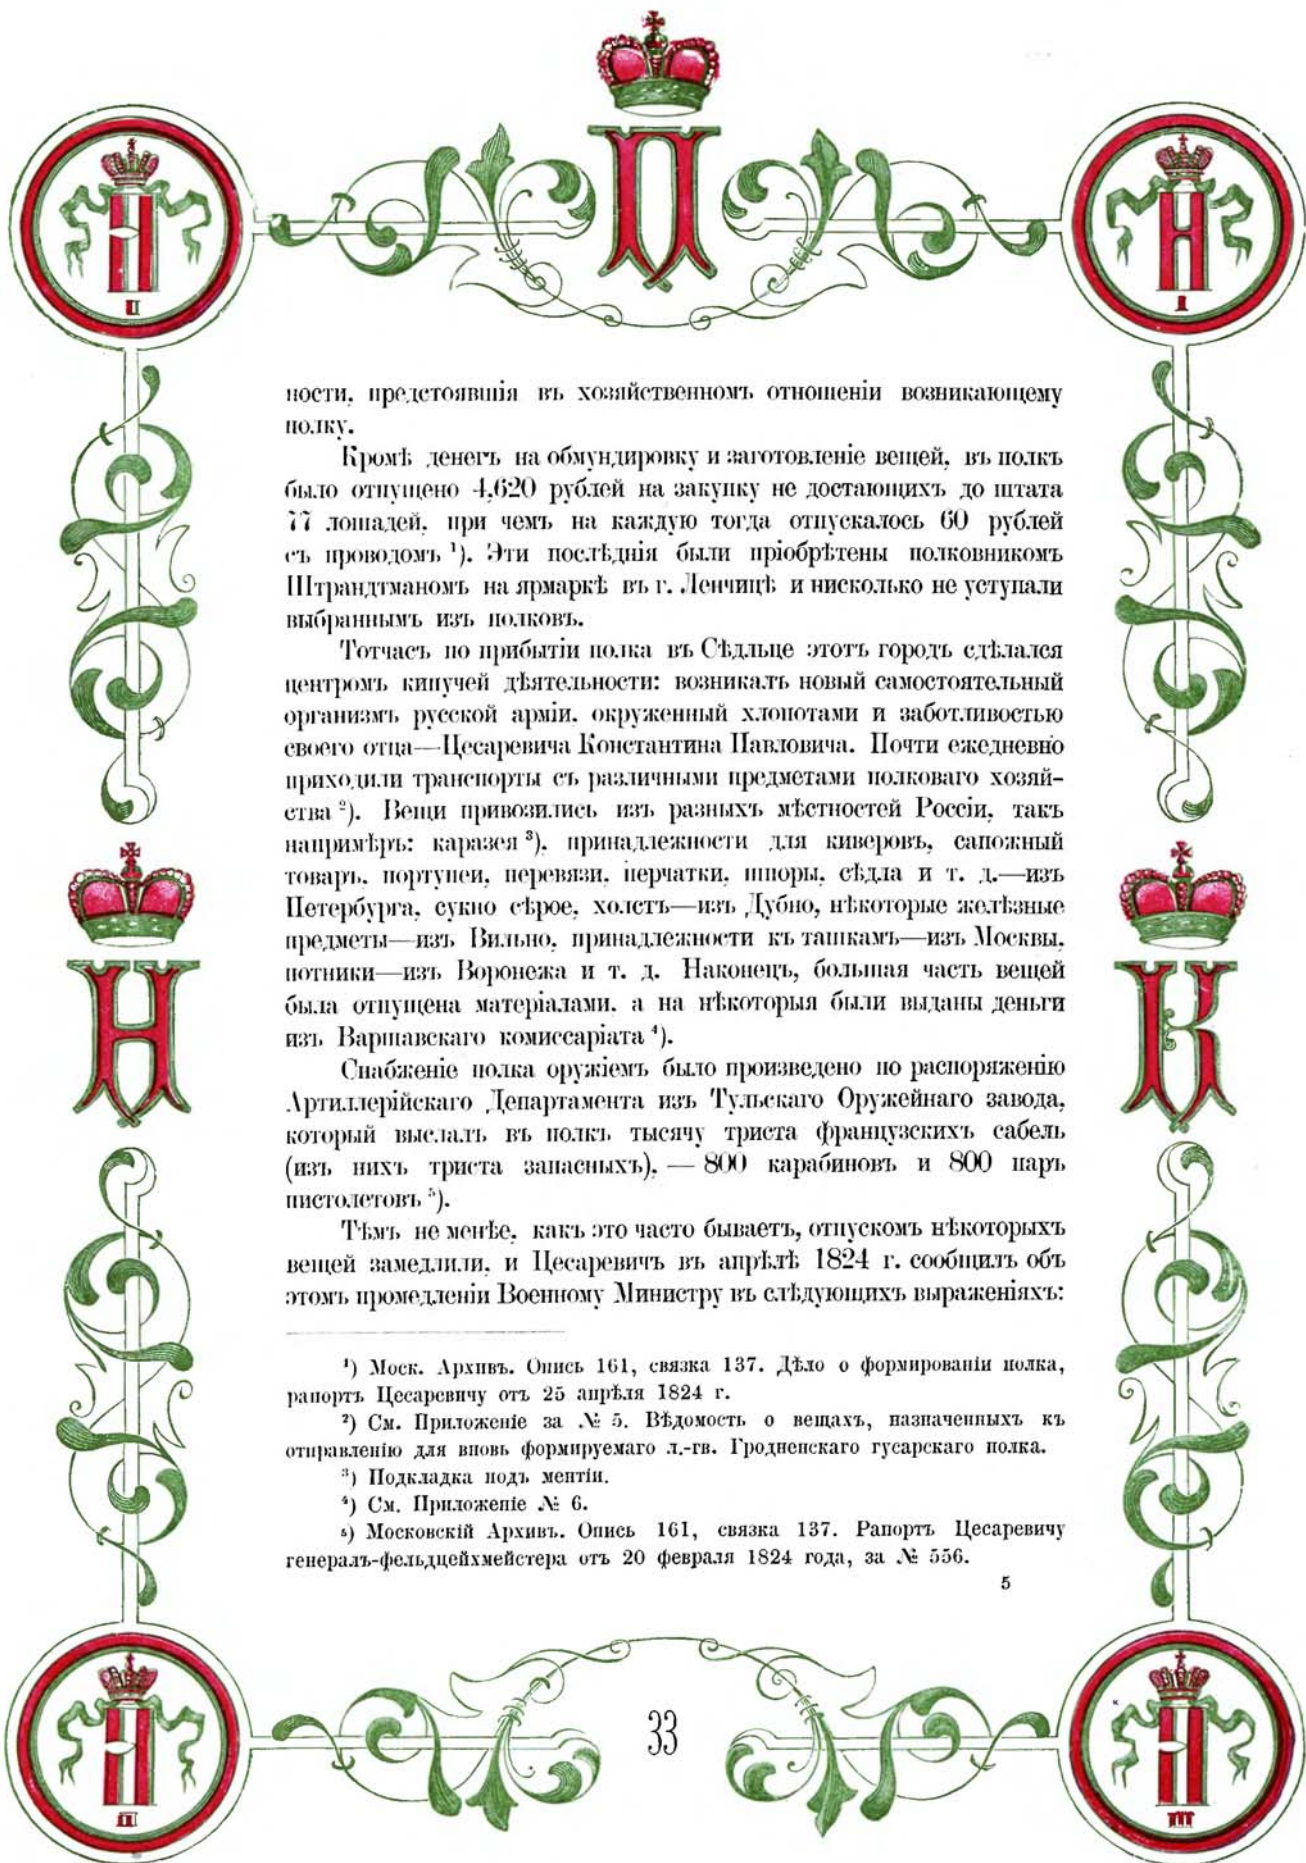 П
II
Н
I
ности, предстоявшія въ хозяйственномъ отношеніи возникающему
полку.
Кромѣ денегъ на обмундировку и заготовленіе вещей, въ полкъ
было отпущено 4,620 рублей на закупку не достающихъ до штата
77 лошадей, при чемъ на каждую тогда отпускалось 60 рублей
съ проводомъ ¹). Эти послѣднія были пріобрѣтены полковникомъ
Штрандтманомъ на ярмаркѣ въ г. Ленчицѣ и нисколько не уступали
выбраннымъ изъ полковъ.
Тотчасъ по прибытіи полка въ Сѣдльце этотъ городъ сдѣлался
центромъ кипучей дѣятельности: возникалъ новый самостоятельный
организмъ русской арміи, окруженный хлопотами и заботливостью
своего отца—Цесаревича Константина Павловича. Почти ежедневно
приходили транспорты съ различными предметами полковаго хозяй-
ства ²). Вещи привозились изъ разныхъ мѣстностей Россіи, такъ
напримѣръ: каразея ³), принадлежности для киверовъ, сапожный
товаръ, портупеи, перевязи, перчатки, шпоры, сѣдла и т. д.—изъ
Петербурга, сукно сѣрое, холстъ—изъ Дубно, нѣкоторые желѣзные
предметы—изъ Вильно, принадлежности къ ташкамъ—изъ Москвы,
потники—изъ Воронежа и т. д. Наконецъ, большая часть вещей
была отпущена матеріалами, а на нѣкоторыя были выданы деньги
изъ Варшавскаго комиссаріата ⁴).
Снабженіе полка оружіемъ было произведено по распоряженію
Артиллерійскаго Департамента изъ Тульскаго Оружейнаго завода,
который выслалъ въ полкъ тысячу триста французскихъ сабель
(изъ нихъ триста запасныхъ), — 800 карабиновъ и 800 паръ
пистолетовъ ⁵).
Тѣмъ не менѣе, какъ это часто бываетъ, отпускомъ нѣкоторыхъ
вещей замедлили, и Цесаревичъ въ апрѣлѣ 1824 г. сообщилъ объ
этомъ промедленіи Военному Министру въ слѣдующихъ выраженіяхъ:
¹) Моск. Архивъ. Опись 161, связка 137. Дѣло о формированіи полка,
рапортъ Цесаревичу отъ 25 апрѣля 1824 г.
²) См. Приложеніе за № 5. Вѣдомость о вещахъ, назначенныхъ къ
отправленію для вновь формируемаго л.-гв. Гродненскаго гусарскаго полка.
³) Подкладка подъ ментіи.
⁴) См. Приложеніе № 6.
⁵) Московскій Архивъ. Опись 161, связка 137. Рапортъ Цесаревичу
генералъ-фельдцейхмейстера отъ 20 февраля 1824 года, за № 556.
5
Н
К
33
II
III